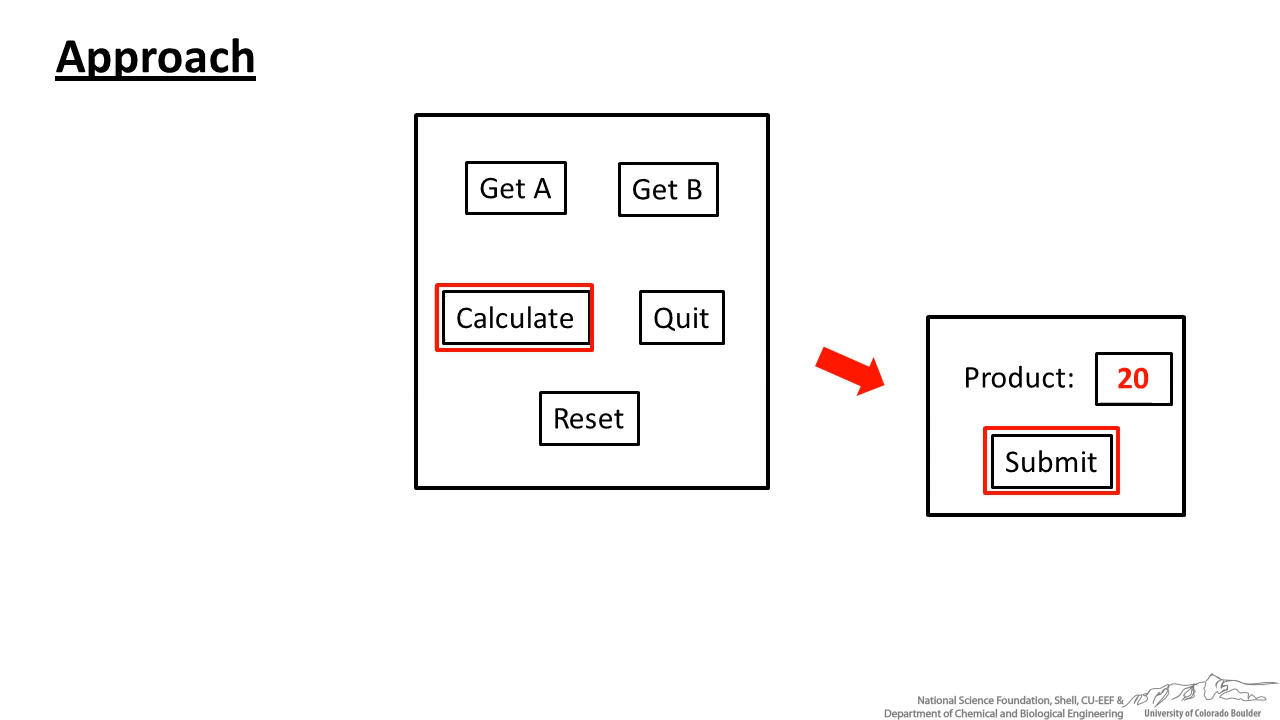 Approach
Get A
Get B
Calculate
Quit
Reset
Product:
20
Submit
National Science Foundation, Shell, CU-EEF &
Department of Chemical and Biological Engineering
University of Colorado Boulder